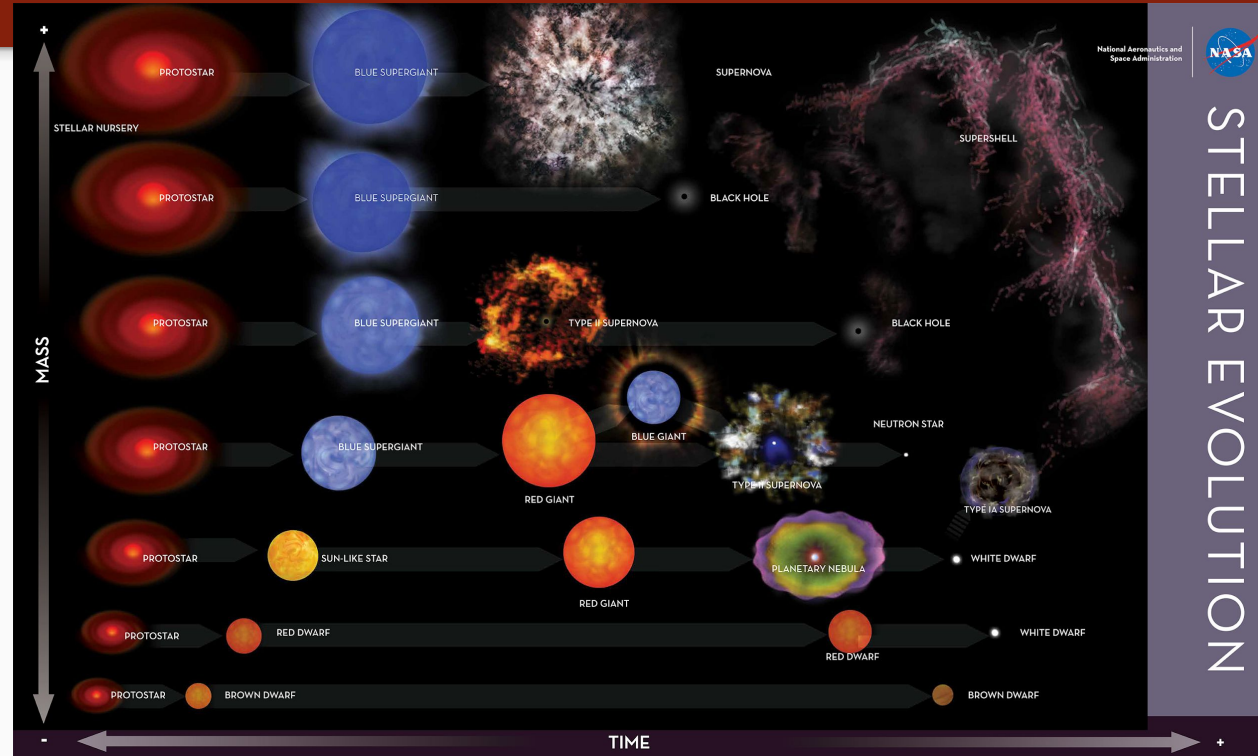 +
National Aeronautics and
Space Administration
NASA
STELLAR EVOLUTION
MASS
PROTOSTAR
BLUE SUPERGIANT
SUPERNOVA
STELLAR NURSERY
SUPERSHELL
PROTOSTAR
BLUE SUPERGIANT
BLACK HOLE
PROTOSTAR
BLUE SUPERGIANT
TYPE II SUPERNOVA
BLACK HOLE
PROTOSTAR
BLUE SUPERGIANT
RED GIANT
BLUE GIANT
TYPE II SUPERNOVA
NEUTRON STAR
TYPE IA SUPERNOVA
PROTOSTAR
SUN-LIKE STAR
RED GIANT
PLANETARY NEBULA
WHITE DWARF
PROTOSTAR
RED DWARF
RED DWARF
WHITE DWARF
PROTOSTAR
BROWN DWARF
BROWN DWARF
-
TIME
+